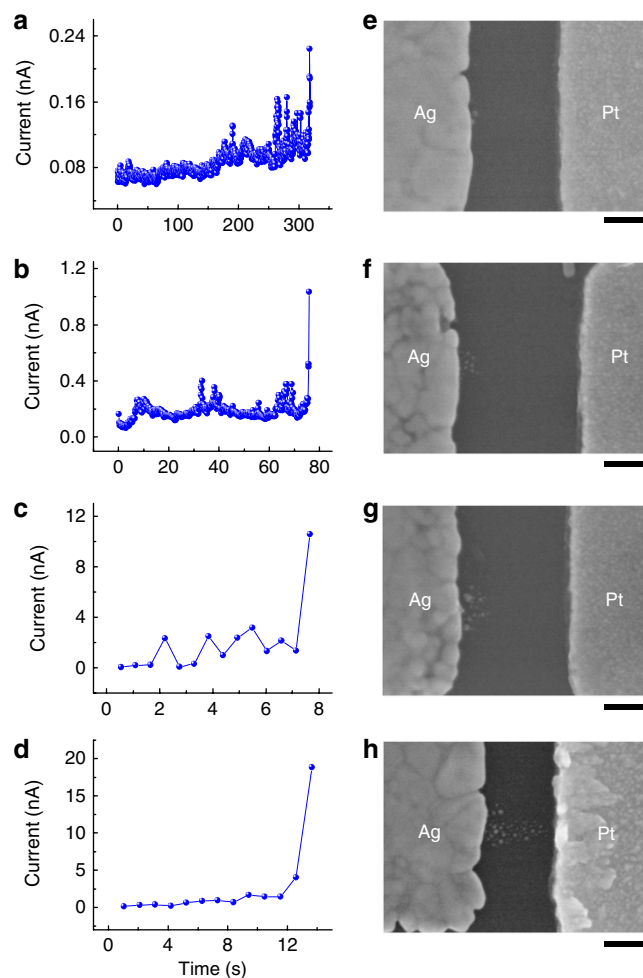 a
Current (nA)
0.24
0.16
0.08
0 100 200 300
e
Ag Pt
b
Current (nA)
1.2
0.8
0.4
0.0
0 20 40 60 80
f
Ag Pt
c
Current (nA)
12
8
4
0
0 2 4 6 8
g
Ag Pt
d
Current (nA)
20
15
10
5
0
0 4 8 12
Time (s)
h
Ag Pt